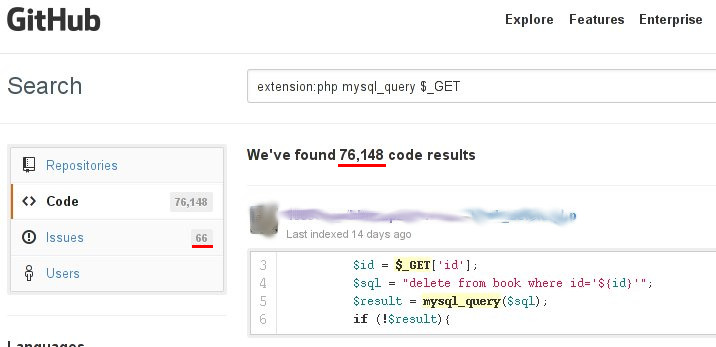 GitHub
Explore Features Enterprise
Search
extension:php mysql_query $_GET
Repositories
Code 76,148
Issues 66
Users
We've found 76,148 code results
Last indexed 14 days ago
3 $id = $_GET['id'];
4 $sql = "delete from book where id='${id}'";
5 $result = mysql_query($sql);
6 if (!$result){
Languages